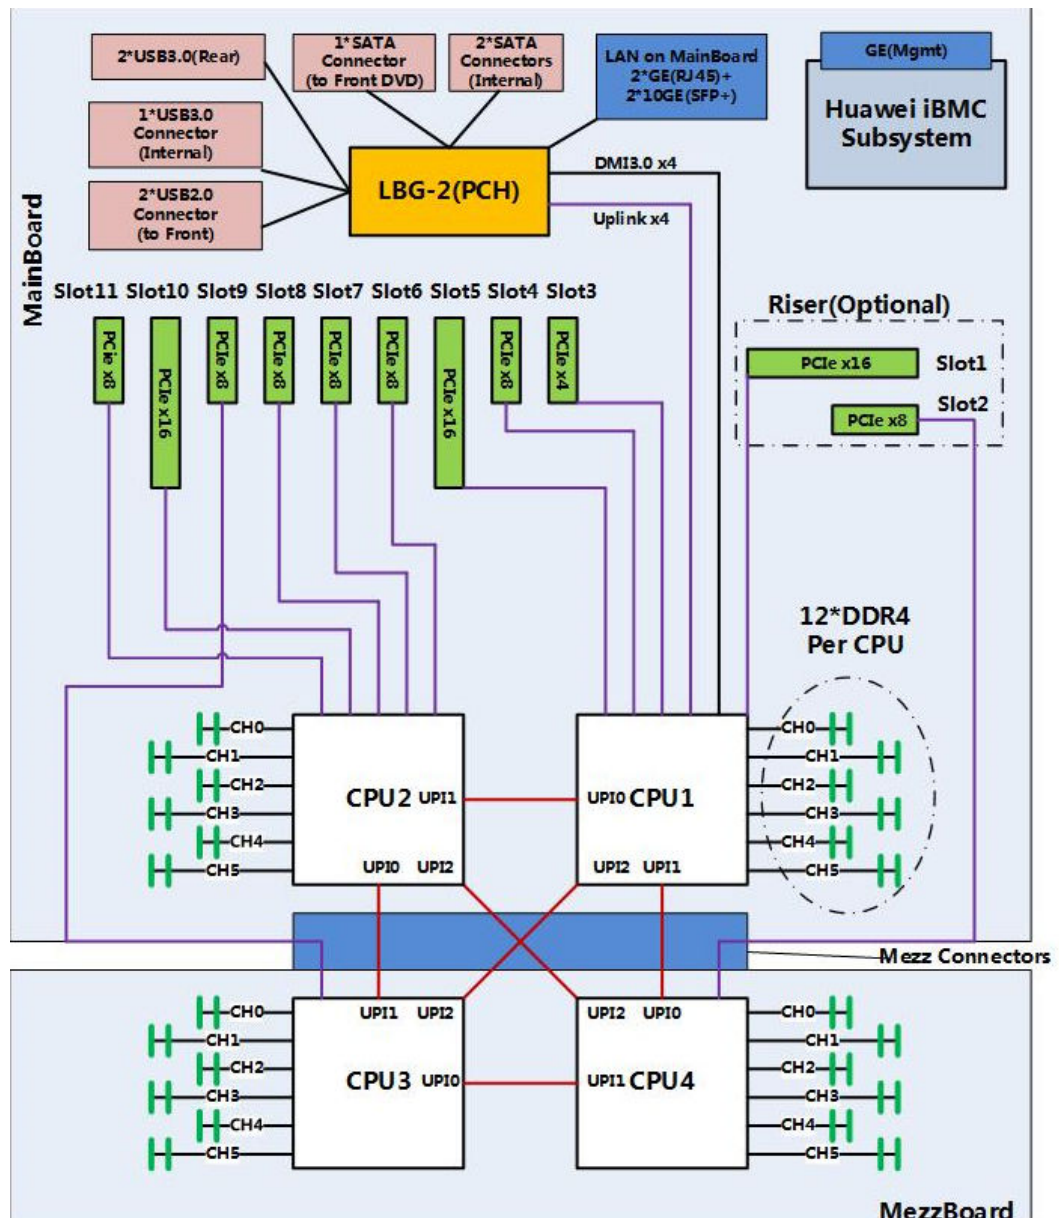 MainBoard
2*USB3.0(Rear)
1*SATA
Connector
(to Front DVD)
2*SATA
Connectors
(Internal)
LAN on MainBoard
2*GE(RJ45)+
2*10GE(SFP+)
GE(Mgmt)
Huawei iBMC
Subsystem
1*USB3.0
Connector
(Internal)
2*USB2.0
Connector
(to Front)
LBG-2(PCH)
DMI3.0 x4
Uplink x4
Slot11 Slot10 Slot9 Slot8 Slot7 Slot6 Slot5 Slot4 Slot3
PCie x8
PCIe x16
PCIe x8
PCIe x8
PCIe x8
PCIe x8
PCIe x16
PCIe x8
PCIe x4
Riser(Optional)
PCIe x16 Slot1
PCIe x8 Slot2
12*DDR4
Per CPU
CH0
CH1
CH2
CH3
CH4
CH5
CPU2 UPI1
UPI0 UPI2
UPI0 CPU1
UPI2 UPI1
CH0
CH1
CH2
CH3
CH4
CH5
Mezz Connectors
CH0
CH1
CH2
CH3
CH4
CH5
UPI1 UPI2
CPU3 UPI0
UPI2 UPI0
UPI1 CPU4
CH0
CH1
CH2
CH3
CH4
CH5
MezzBoard